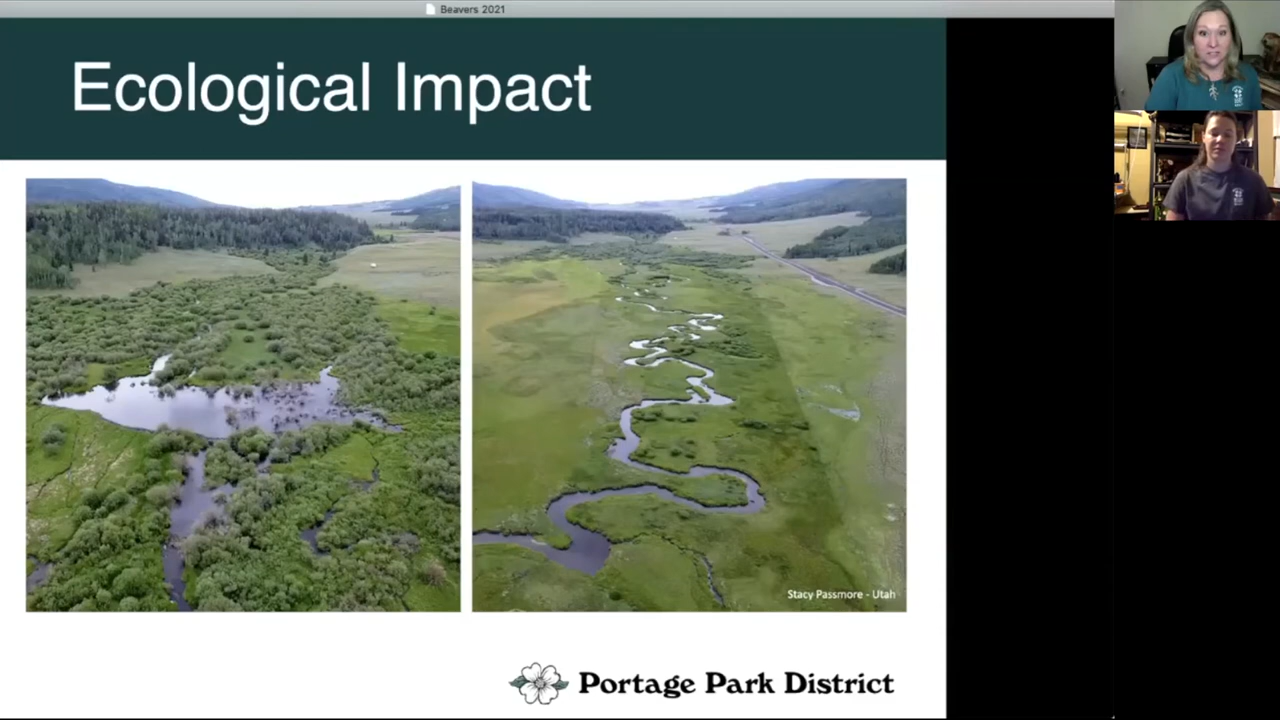 Beavers 2021
Ecological Impact
Stacy Passmore - Utah
Portage Park District